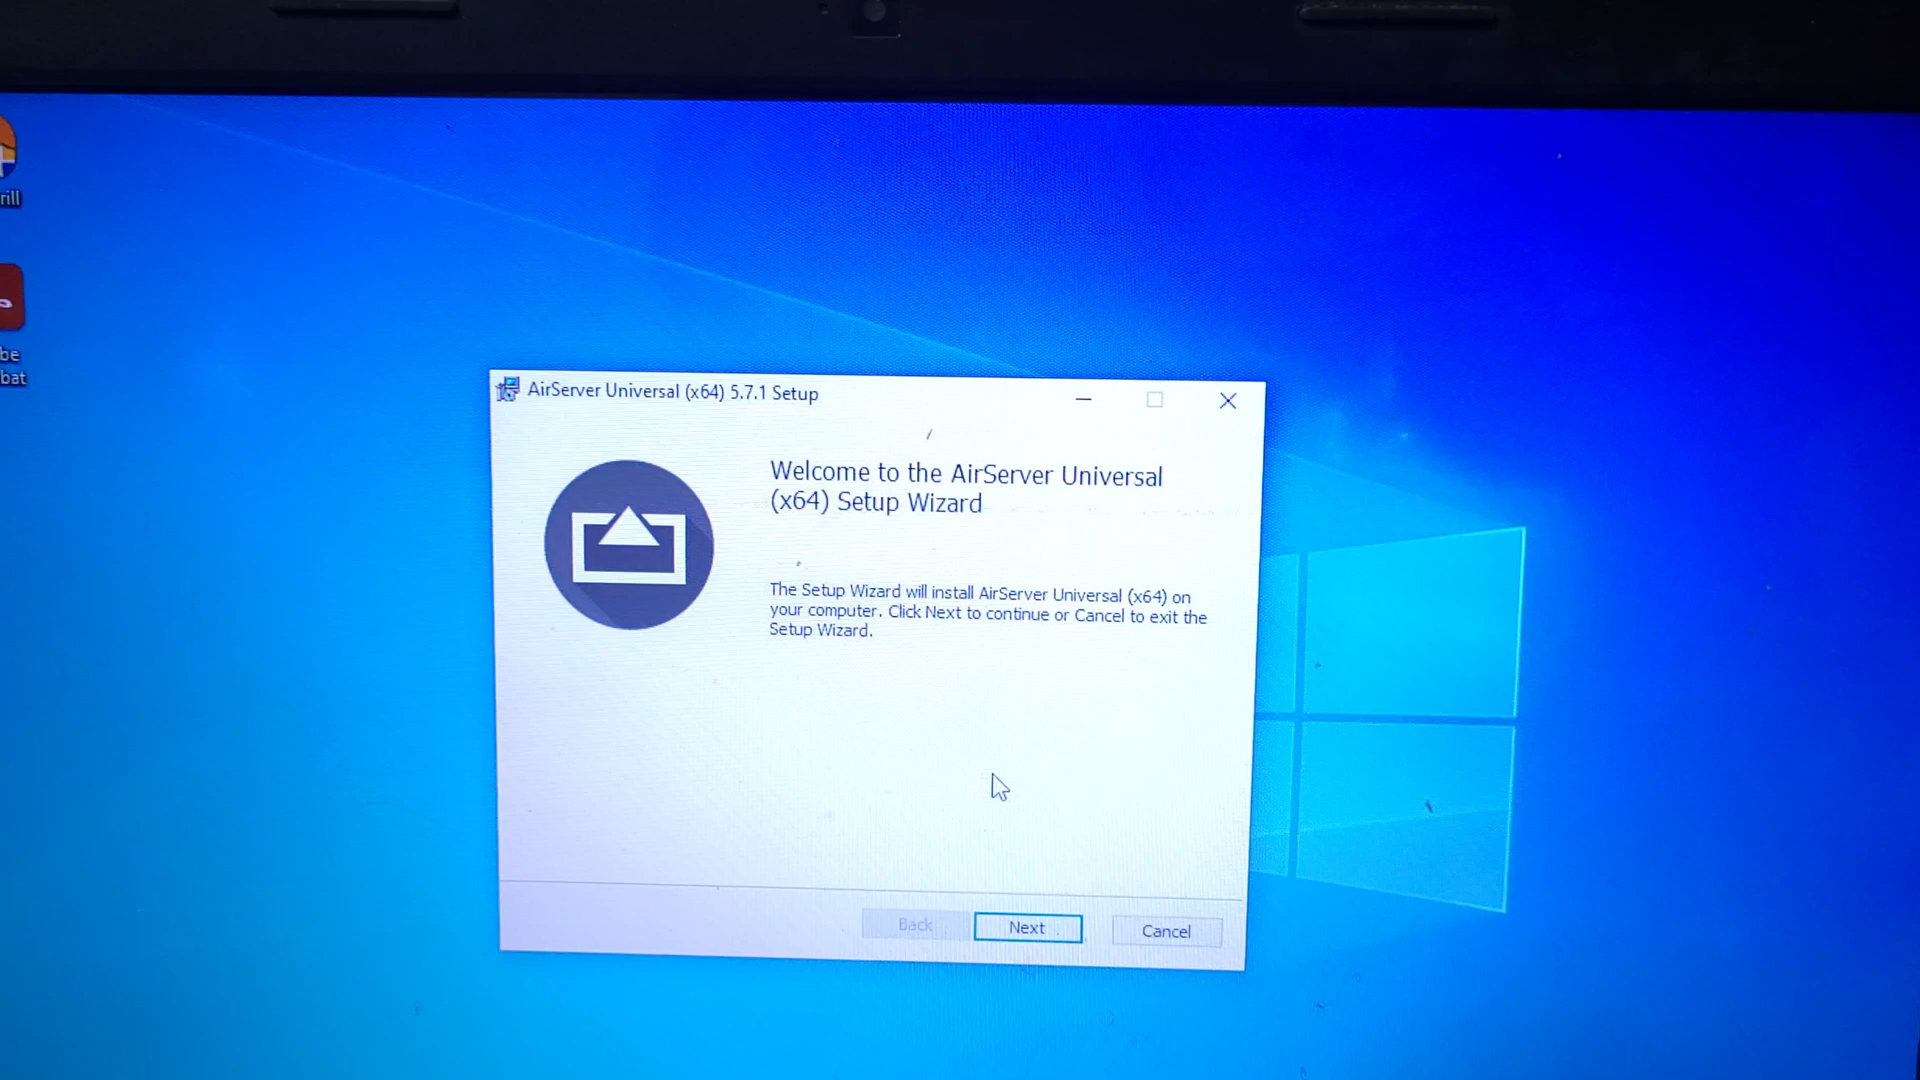 rill
be
bat
AirServer Universal (x64) 5.7.1 Setup
Welcome to the AirServer Universal
(x64) Setup Wizard
The Setup Wizard will install AirServer Universal (x64) on
your computer. Click Next to continue or Cancel to exit the
Setup Wizard.
Back
Next
Cancel